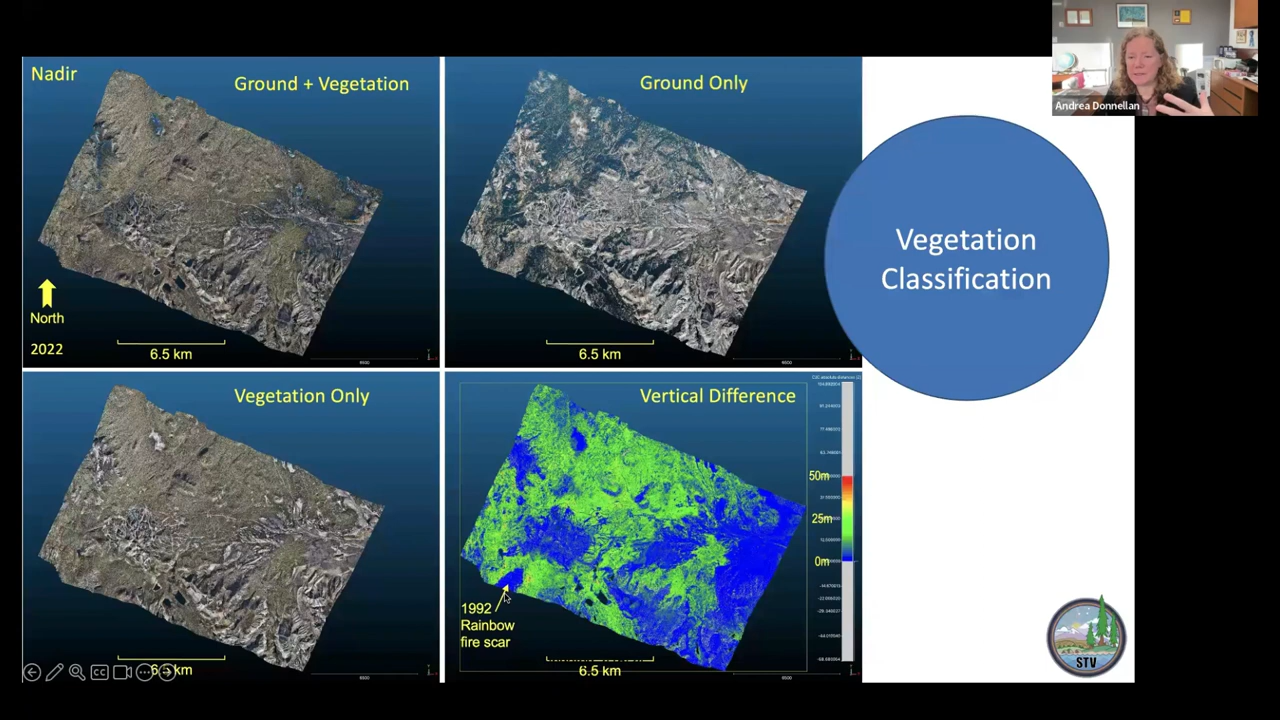 Andrea Donnellan
Nadir
Ground + Vegetation
Ground Only
Vegetation
Classification
North
2022
6.5 km
6.5 km
Vegetation Only
Vertical Difference
50m
25m
0m
1992
Rainbow
fire scar
6.5 km
6.5 km
CC
STV